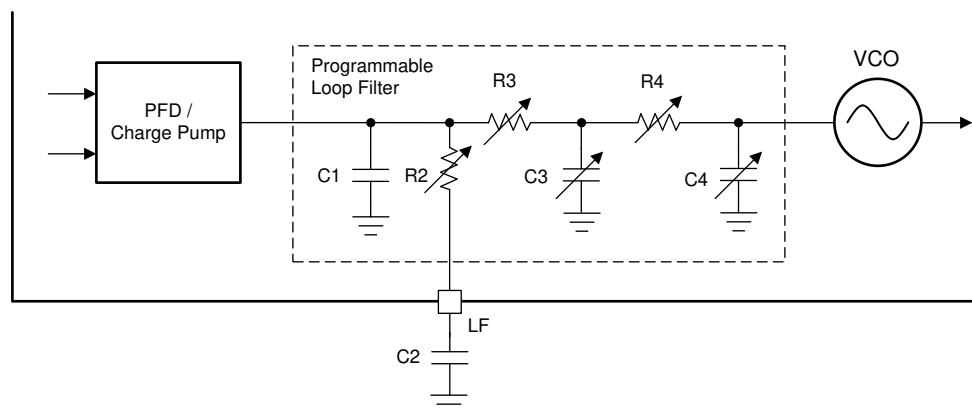 Programmable
Loop Filter
VCO
R3
R4
PFD /
Charge Pump
C1
R2
C3
C4
LF
C2